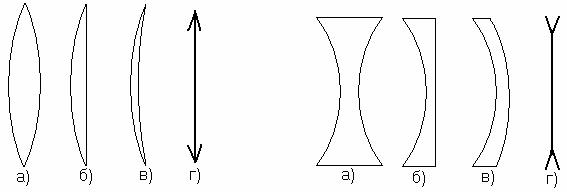 а) б) в) г) а) б) в) г)